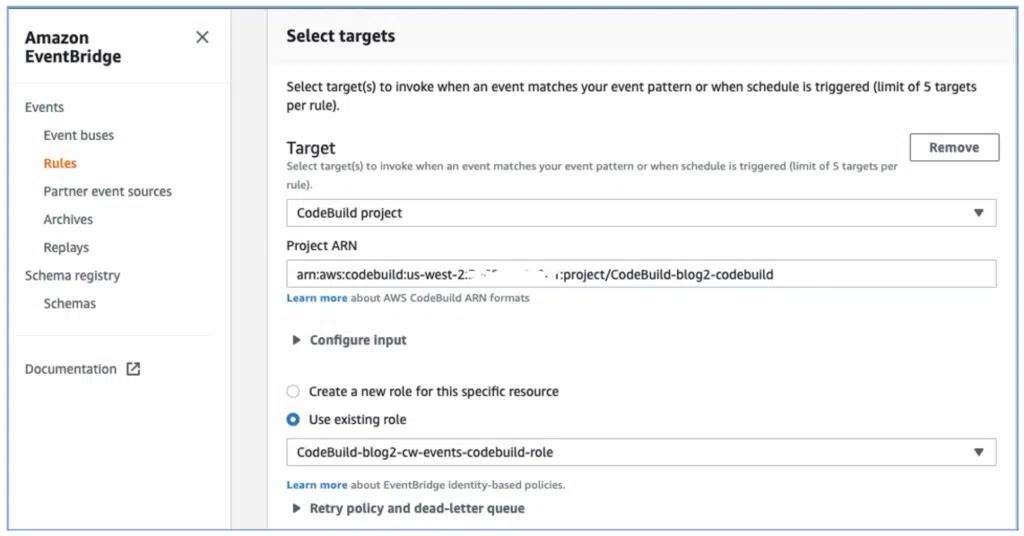 Amazon
EventBridge
Events
Event buses
Rules
Partner event sources
Archives
Replays
Schema registry
Schemas
Documentation
Select targets
Select target(s) to invoke when an event matches your event pattern or when schedule is triggered (limit of 5 targets
per rule).
Target
Remove
Select target(s) to invoke when an event matches your event pattern or when schedule is triggered (limit of 5 targets per
rule).
CodeBuild project
Project ARN
arn:aws:codebuild:us-west-2: :project/CodeBuild-blog2-codebuild
Learn more about AWS CodeBuild ARN formats
Configure input
Create a new role for this specific resource
Use existing role
CodeBuild-blog2-cw-events-codebuild-role
Learn more about EventBridge identity-based policies.
Retry policy and dead-letter queue